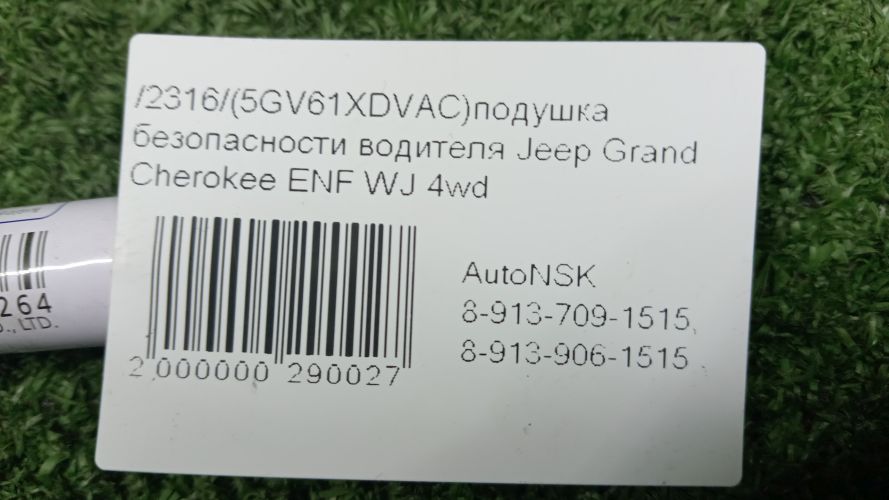 /2316/(5GV61XDVAC)подушка
безопасности водителя Jeep Grand
Cherokee ENF WJ 4wd
AutoNSK
8-913-709-1515,
8-913-906-1515
2 000000 290027
264
., LTD.